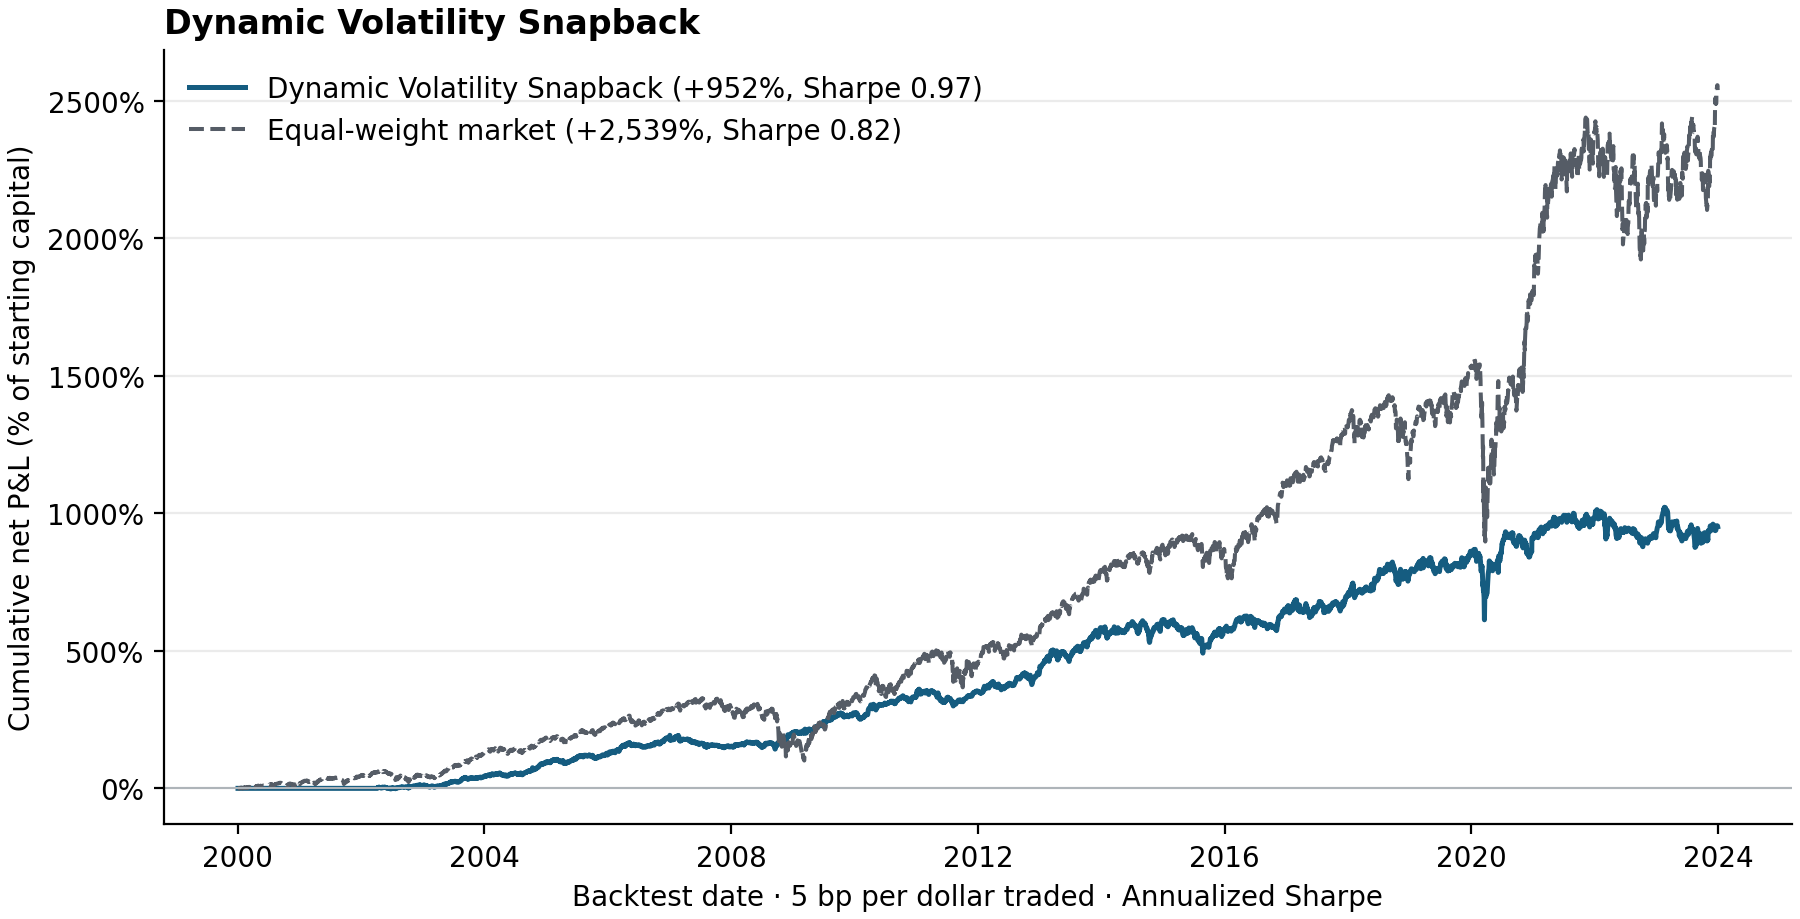 Dynamic Volatility Snapback
Dynamic Volatility Snapback (+952%, Sharpe 0.97)
Equal-weight market (+2,539%, Sharpe 0.82)
Cumulative net P&L (% of starting capital)
2500%
2000%
1500%
1000%
500%
0%
2000
2004
2008
2012
2016
2020
2024
Backtest date · 5 bp per dollar traded · Annualized Sharpe